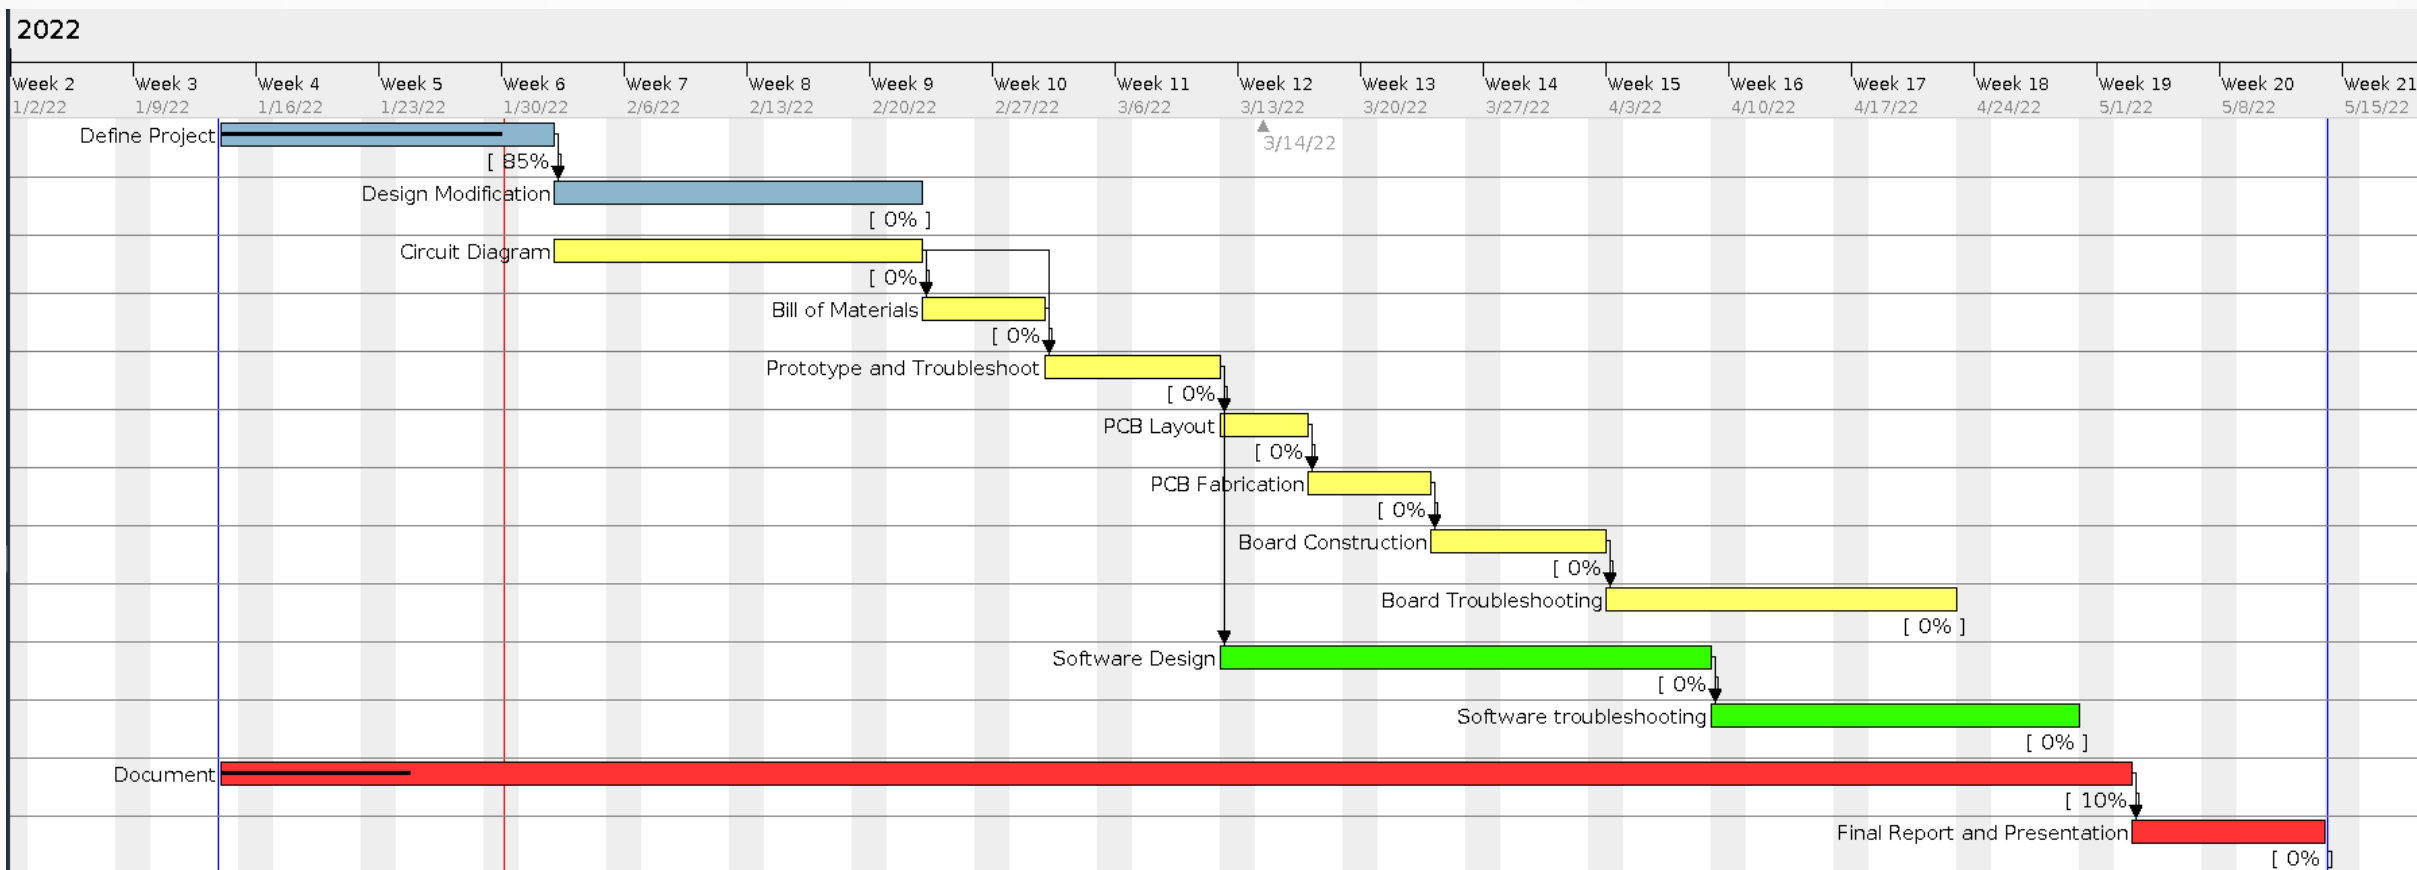 2022
Week 2 Week 3 Week 4 Week 5 Week 6 Week 7 Week 8 Week 9 Week 10 Week 11 Week 12 Week 13 Week 14 Week 15 Week 16 Week 17 Week 18 Week 19 Week 20 Week 21
1/2/22 1/9/22 1/16/22 1/23/22 1/30/22 2/6/22 2/13/22 2/20/22 2/27/22 3/6/22 3/13/22 3/20/22 3/27/22 4/3/22 4/10/22 4/17/22 4/24/22 5/1/22 5/8/22 5/15/22
Define Project
3/14/22
[ 85%
Design Modification
[ 0% ]
Circuit Diagram
[ 0%
Bill of Materials
[ 0%
Prototype and Troubleshoot
[ 0%
PCB Layout
[ 0%
PCB Fabrication
[ 0%
Board Construction
[ 0%
Board Troubleshooting
[ 0% ]
Software Design
[ 0%
Software troubleshooting
[ 0% ]
Document
[ 10%
Final Report and Presentation
[ 0% ]